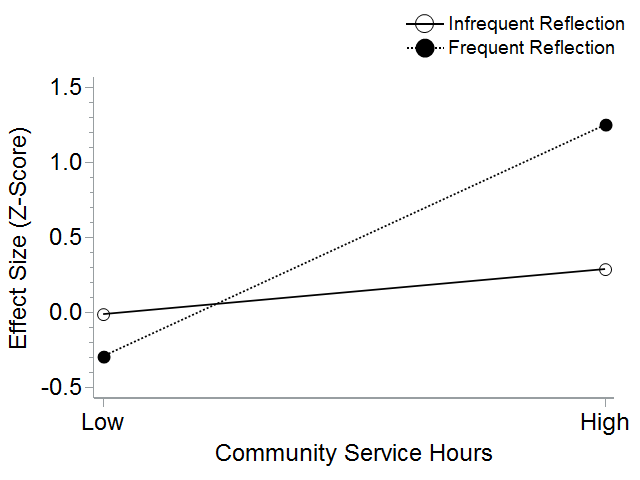 Infrequent Reflection
Frequent Reflection
1.5
1.0
0.5
0.0
-0.5
Effect Size (Z-Score)
Low
High
Community Service Hours